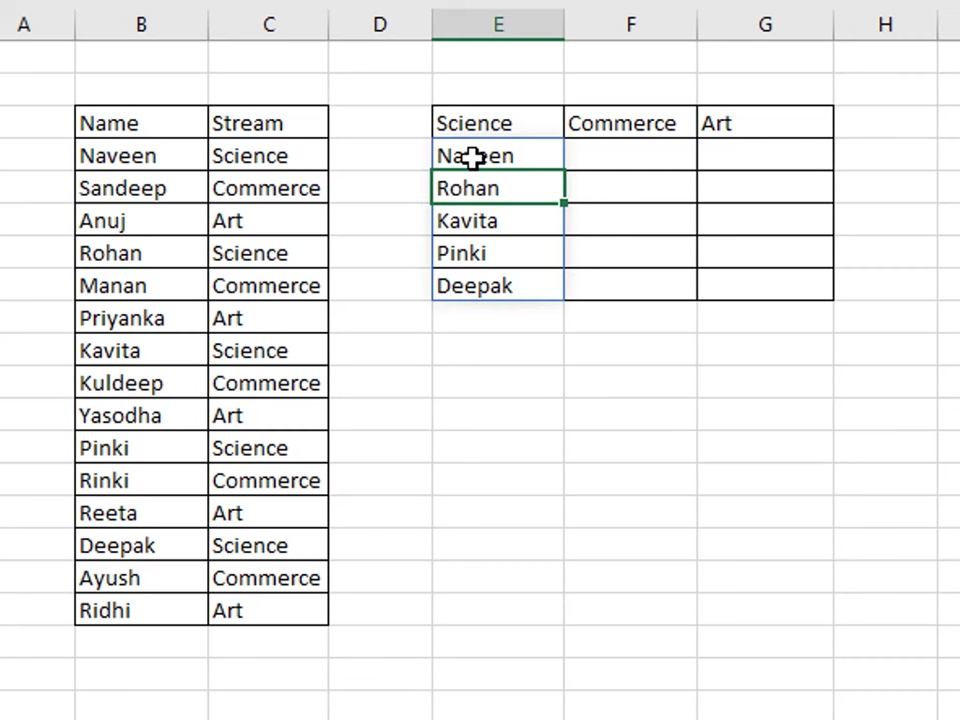 A B C D E F G H
Name Stream Science Commerce Art
Naveen Science Naveen
Sandeep Commerce Rohan
Anuj Art Kavita
Rohan Science Pinki
Manan Commerce Deepak
Priyanka Art
Kavita Science
Kuldeep Commerce
Yasodha Art
Pinki Science
Rinki Commerce
Reeta Art
Deepak Science
Ayush Commerce
Ridhi Art